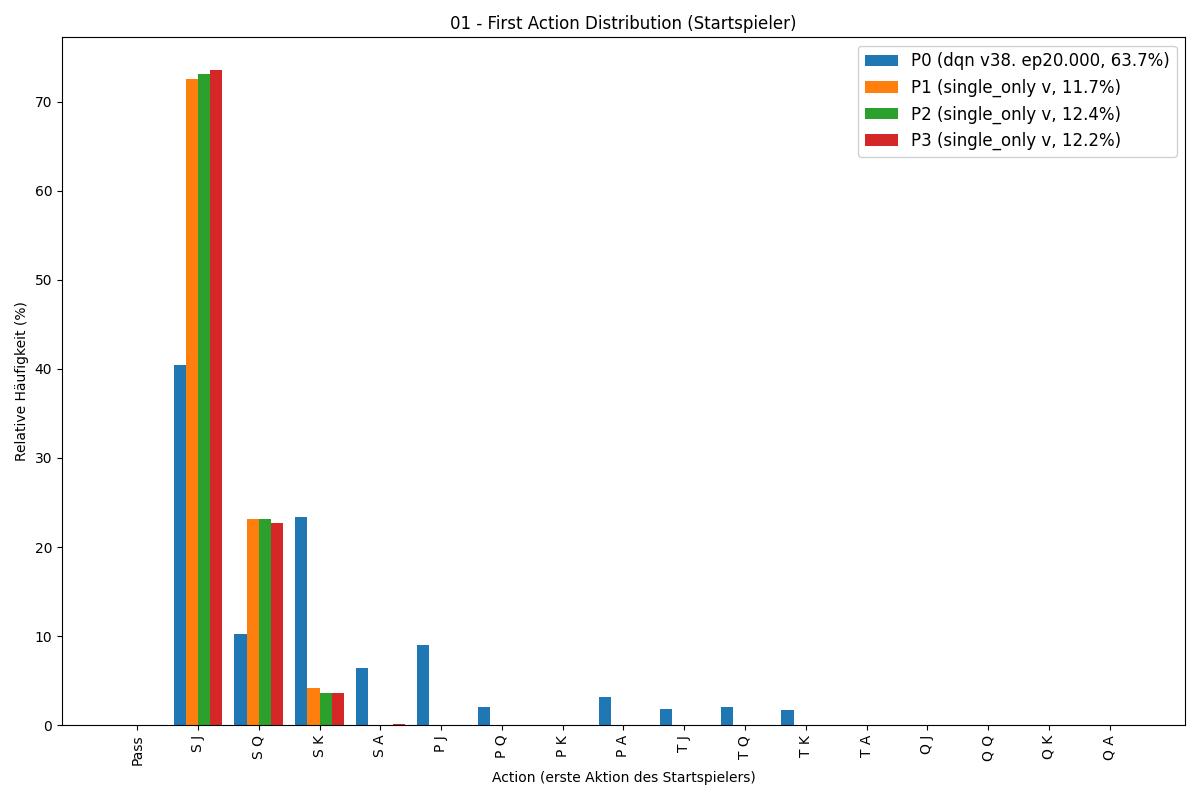 01 - First Action Distribution (Startspieler)
P0 (dqn v38. ep20.000, 63.7%)
P1 (single_only v, 11.7%)
P2 (single_only v, 12.4%)
P3 (single_only v, 12.2%)
Relative Häufigkeit (%)
70
60
50
40
30
20
10
0
Pass
S J
S Q
S K
S A
P J
P Q
P K
P A
T J
T Q
T K
T A
Q J
Q Q
Q K
Q A
Action (erste Aktion des Startspielers)